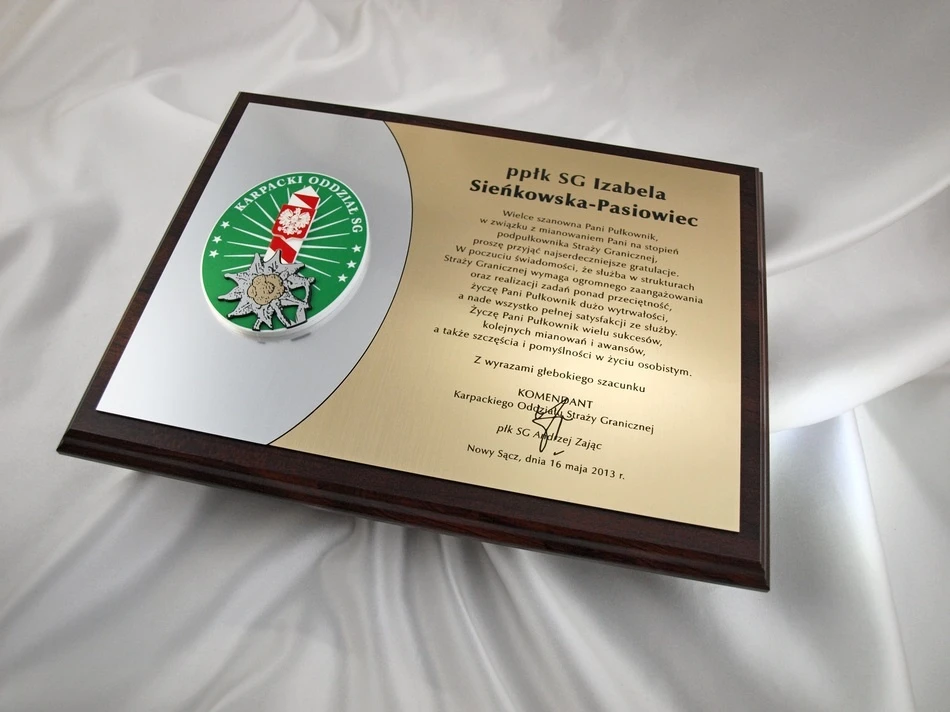 KARPACKI ODDZIAŁ SG
ppłk SG Izabela
Sieńkowska-Pasiowiec
Wielce szanowna Pani Pułkownik,
w związku z mianowaniem Pani na stopień
podpułkownika Straży Granicznej,
proszę przyjąć najserdeczniejsze gratulacje.
W poczuciu świadomości, że służba w strukturach
Straży Granicznej wymaga ogromnego zaangażowania
oraz realizacji zadań ponad przeciętność,
życzę Pani Pułkownik dużo wytrwałości,
a nade wszystko pełnej satysfakcji ze służby.
Życzę Pani Pułkownik wielu sukcesów,
kolejnych mianowań i awansów,
a także szczęścia i pomyślności w życiu osobistym.
Z wyrazami głebokiego szacunku
KOMENDANT
Karpackiego Oddziału Straży Granicznej
płk SG Andrzej Zając
Nowy Sącz, dnia 16 maja 2013 r.